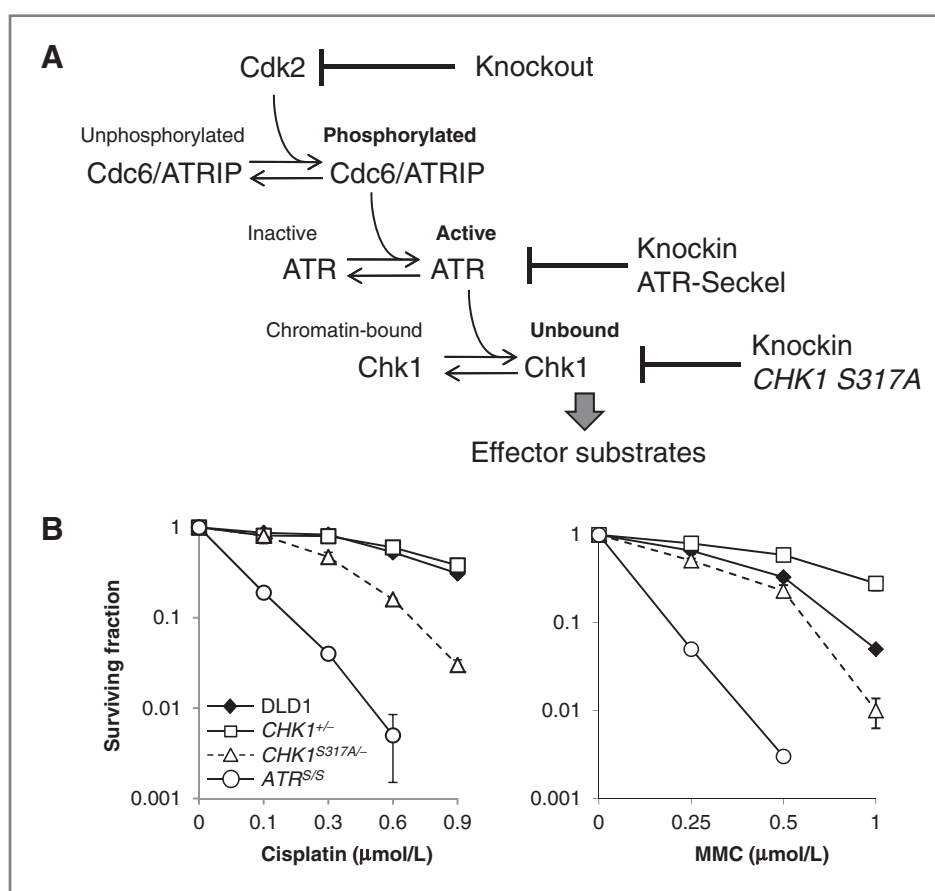 A
Cdk2
Knockout
Unphosphorylated
Phosphorylated
Cdc6/ATRIP
Cdc6/ATRIP
Inactive
Active
Knockin
ATR
ATR
ATR-Seckel
Chromatin-bound
Unbound
Knockin
Chk1
Chk1
CHK1 S317A
Effector substrates
B
Surviving fraction
1
0.1
0.01
0.001
DLD1
CHK1+/–
CHK1S317A/–
ATRS/S
0 0.1 0.3 0.6 0.9
Cisplatin (μmol/L)
1
0.1
0.01
0.001
0 0.25 0.5 1
MMC (μmol/L)